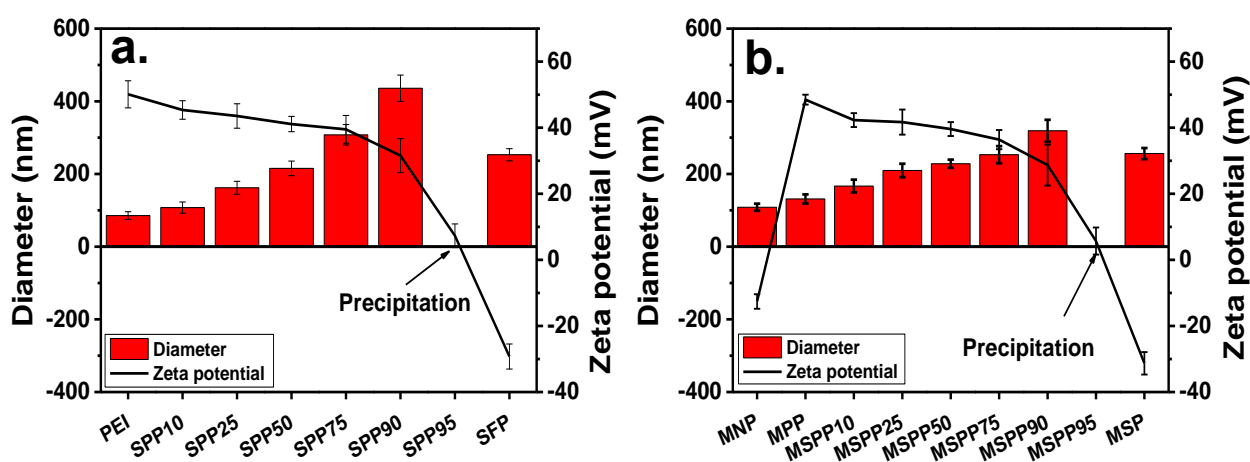 a.
600
400
200
0
-200
-400
Diameter (nm)
60
40
20
0
-20
-40
Zeta potential (mV)
Precipitation
Diameter
Zeta potential
PEI
SPP10
SPP25
SPP50
SPP75
SPP90
SPP95
SFP
b.
600
400
200
0
-200
-400
Diameter (nm)
60
40
20
0
-20
-40
Zeta potential (mV)
Precipitation
Diameter
Zeta potential
MNP
MPP
MSPP10
MSPP25
MSPP50
MSPP75
MSPP90
MSPP95
MSP